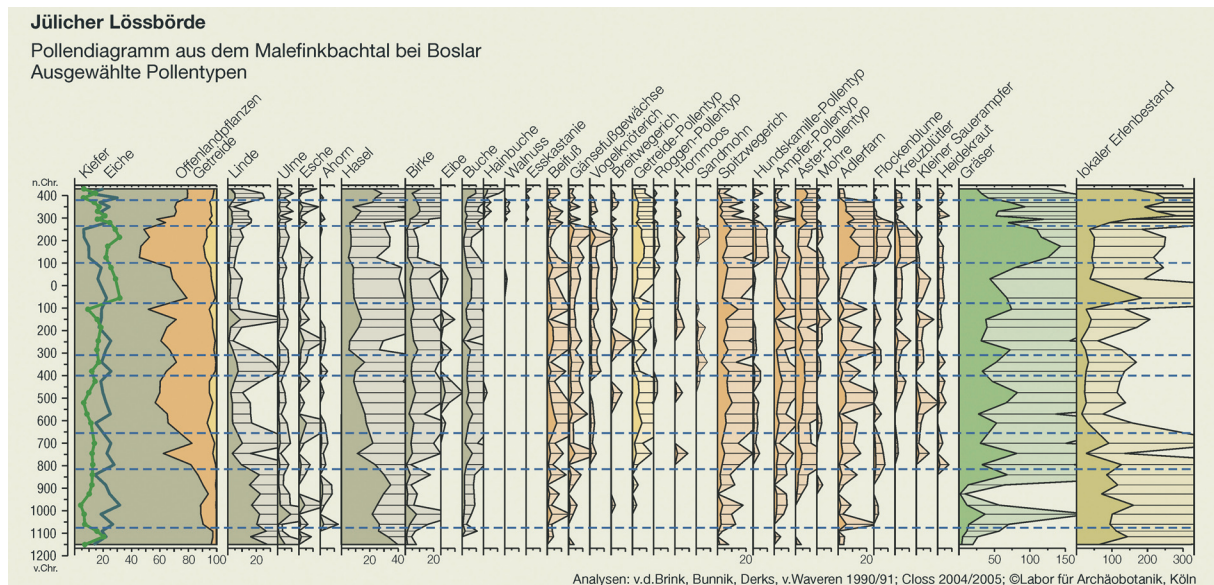 Jülicher Lössbörde
Pollendiagramm aus dem Malefinkbachtal bei Boslar
Ausgewählte Pollentypen
Kiefer
Eiche
Offenlandpflanzen
Getreide
Linde
Ulme
Esche
Ahorn
Hasel
Birke
Eibe
Buche
Hainbuche
Walnuss
Esskastanie
Beifuß
Gänsefußgewächse
Vogelknöterich
Breitwegerich
Getreide-Pollentyp
Roggen-Pollentyp
Hornmoos
Sandmohn
Spitzwegerich
Hundskamille-Pollentyp
Ampfer-Pollentyp
Aster-Pollentyp
Möhre
Adlerfarn
Flockenblume
Kreuzblütler
Kleiner Sauerampfer
Heidekraut
Gräser
lokaler Erlenbestand
n.Chr.
400
300
200
100
0
100
200
300
400
500
600
700
800
900
1000
1100
1200
v.Chr.
20 40 60 80 100 20 20 40 20 20 20 50 100 150 100 200 300
Analysen: v.d.Brink, Bunnik, Derks, v.Waveren 1990/91; Closs 2004/2005; ©Labor für Archäobotanik, Köln